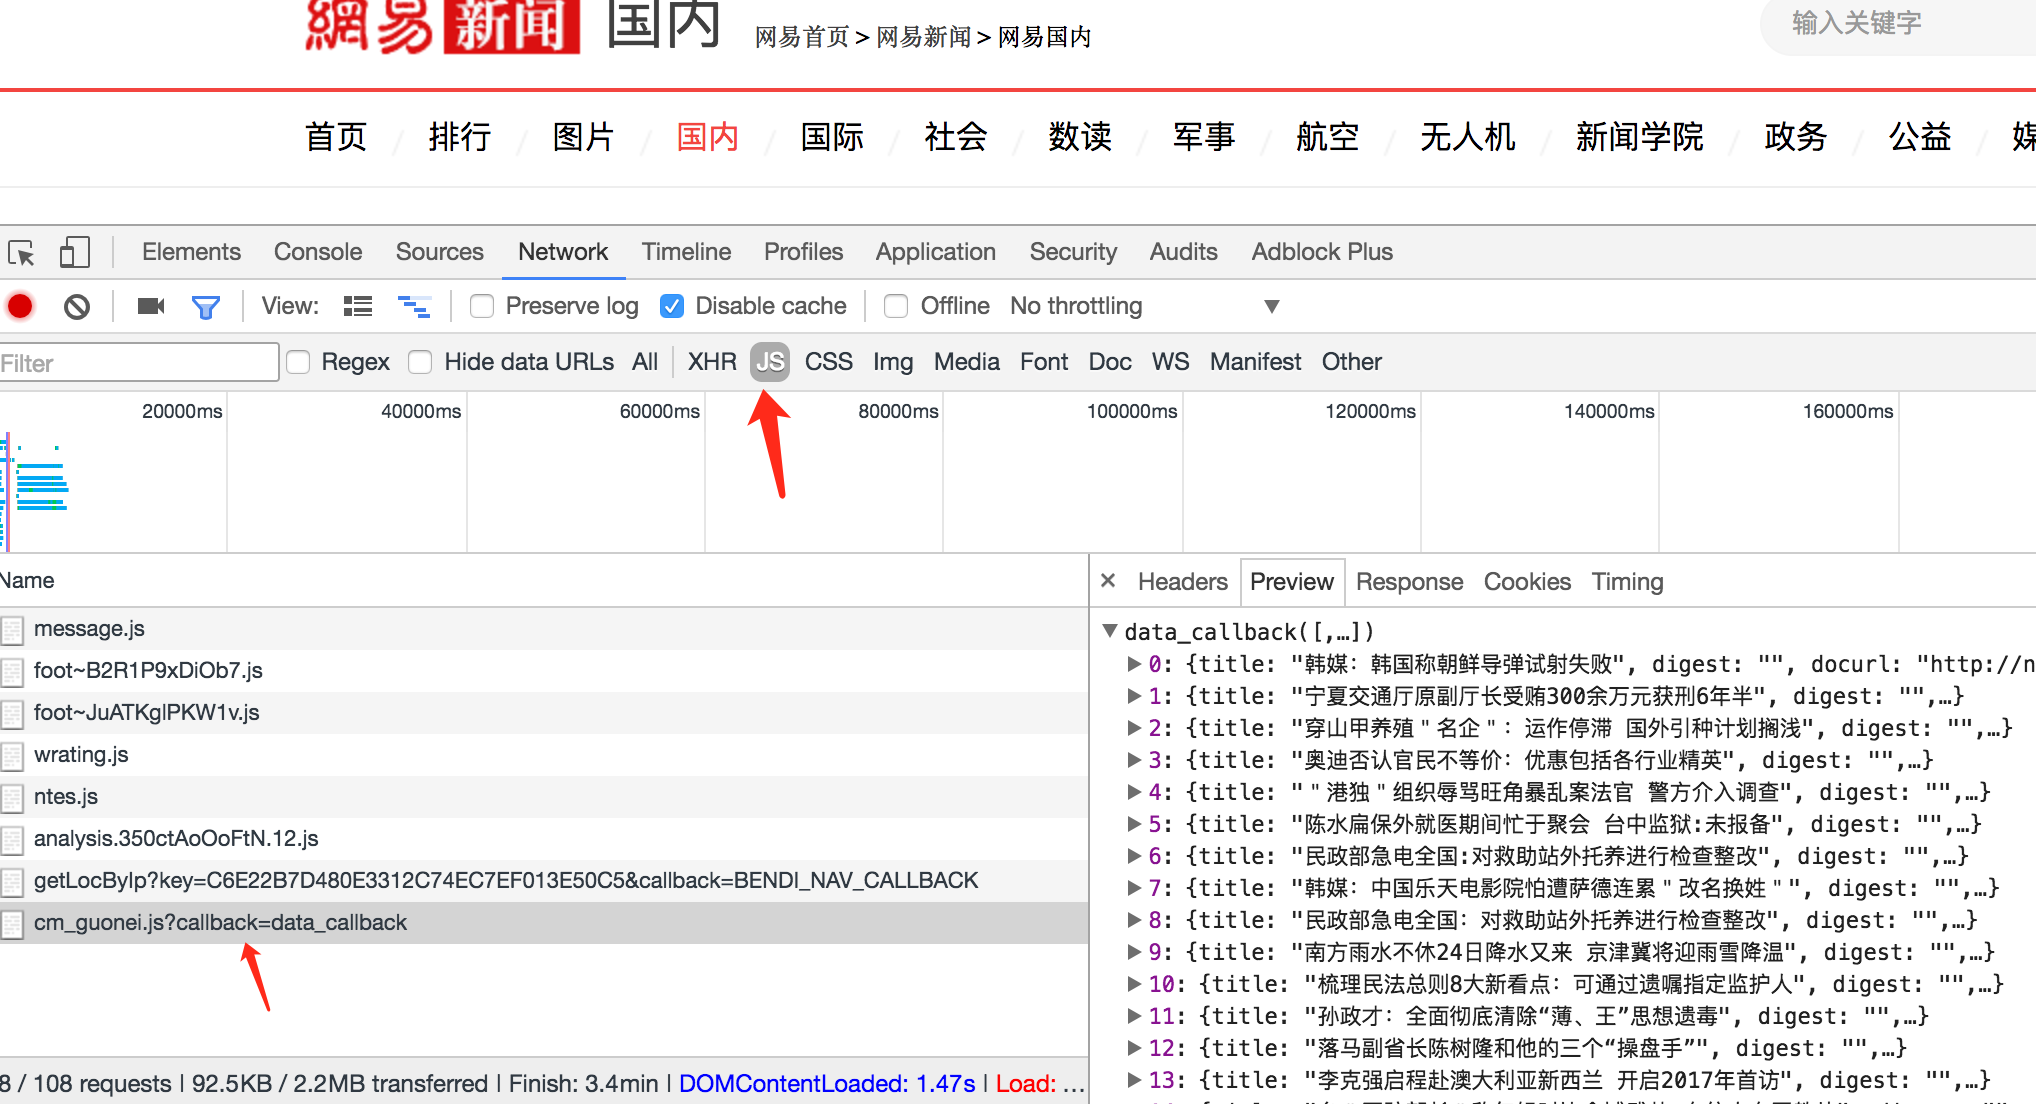 網易 新闻 国内 网易首页 > 网易新闻 > 网易国内 输入关键字
首页 / 排行 / 图片 / 国内 / 国际 / 社会 / 数读 / 军事 / 航空 / 无人机 / 新闻学院 / 政务 / 公益 / 媒
Elements Console Sources Network Timeline Profiles Application Security Audits Adblock Plus
View: Preserve log Disable cache Offline No throttling
Filter Regex Hide data URLs All XHR JS CSS Img Media Font Doc WS Manifest Other
20000ms 40000ms 60000ms 80000ms 100000ms 120000ms 140000ms 160000ms
Name
message.js
foot~B2R1P9xDiOb7.js
foot~JuATKglPKW1v.js
wrating.js
ntes.js
analysis.350ctAoOoFtN.12.js
getLocByIp?key=C6E22B7D480E3312C74EC7EF013E50C5&callback=BENDI_NAV_CALLBACK
cm_guonei.js?callback=data_callback
8 / 108 requests | 92.5KB / 2.2MB transferred | Finish: 3.4min | DOMContentLoaded: 1.47s | Load: …
× Headers Preview Response Cookies Timing
data_callback([,…])
0: {title: "韩媒：韩国称朝鲜导弹试射失败", digest: "", docurl: "http://n
1: {title: "宁夏交通厅原副厅长受贿300余万元获刑6年半", digest: "",…}
2: {title: "穿山甲养殖＂名企＂：运作停滞 国外引种计划搁浅", digest: "",…}
3: {title: "奥迪否认官民不等价：优惠包括各行业精英", digest: "",…}
4: {title: "＂港独＂组织辱骂旺角暴乱案法官 警方介入调查", digest: "",…}
5: {title: "陈水扁保外就医期间忙于聚会 台中监狱:未报备", digest: "",…}
6: {title: "民政部急电全国:对救助站外托养进行检查整改", digest: "",…}
7: {title: "韩媒：中国乐天电影院怕遭萨德连累＂改名换姓＂", digest: "",…}
8: {title: "民政部急电全国：对救助站外托养进行检查整改", digest: "",…}
9: {title: "南方雨水不休24日降水又来 京津冀将迎雨雪降温", digest: "",…}
10: {title: "梳理民法总则8大新看点：可通过遗嘱指定监护人", digest: "",…}
11: {title: "孙政才：全面彻底清除“薄、王”思想遗毒", digest: "",…}
12: {title: "落马副省长陈树隆和他的三个“操盘手”", digest: "",…}
13: {title: "李克强启程赴澳大利亚新西兰 开启2017年首访", digest: "",…}